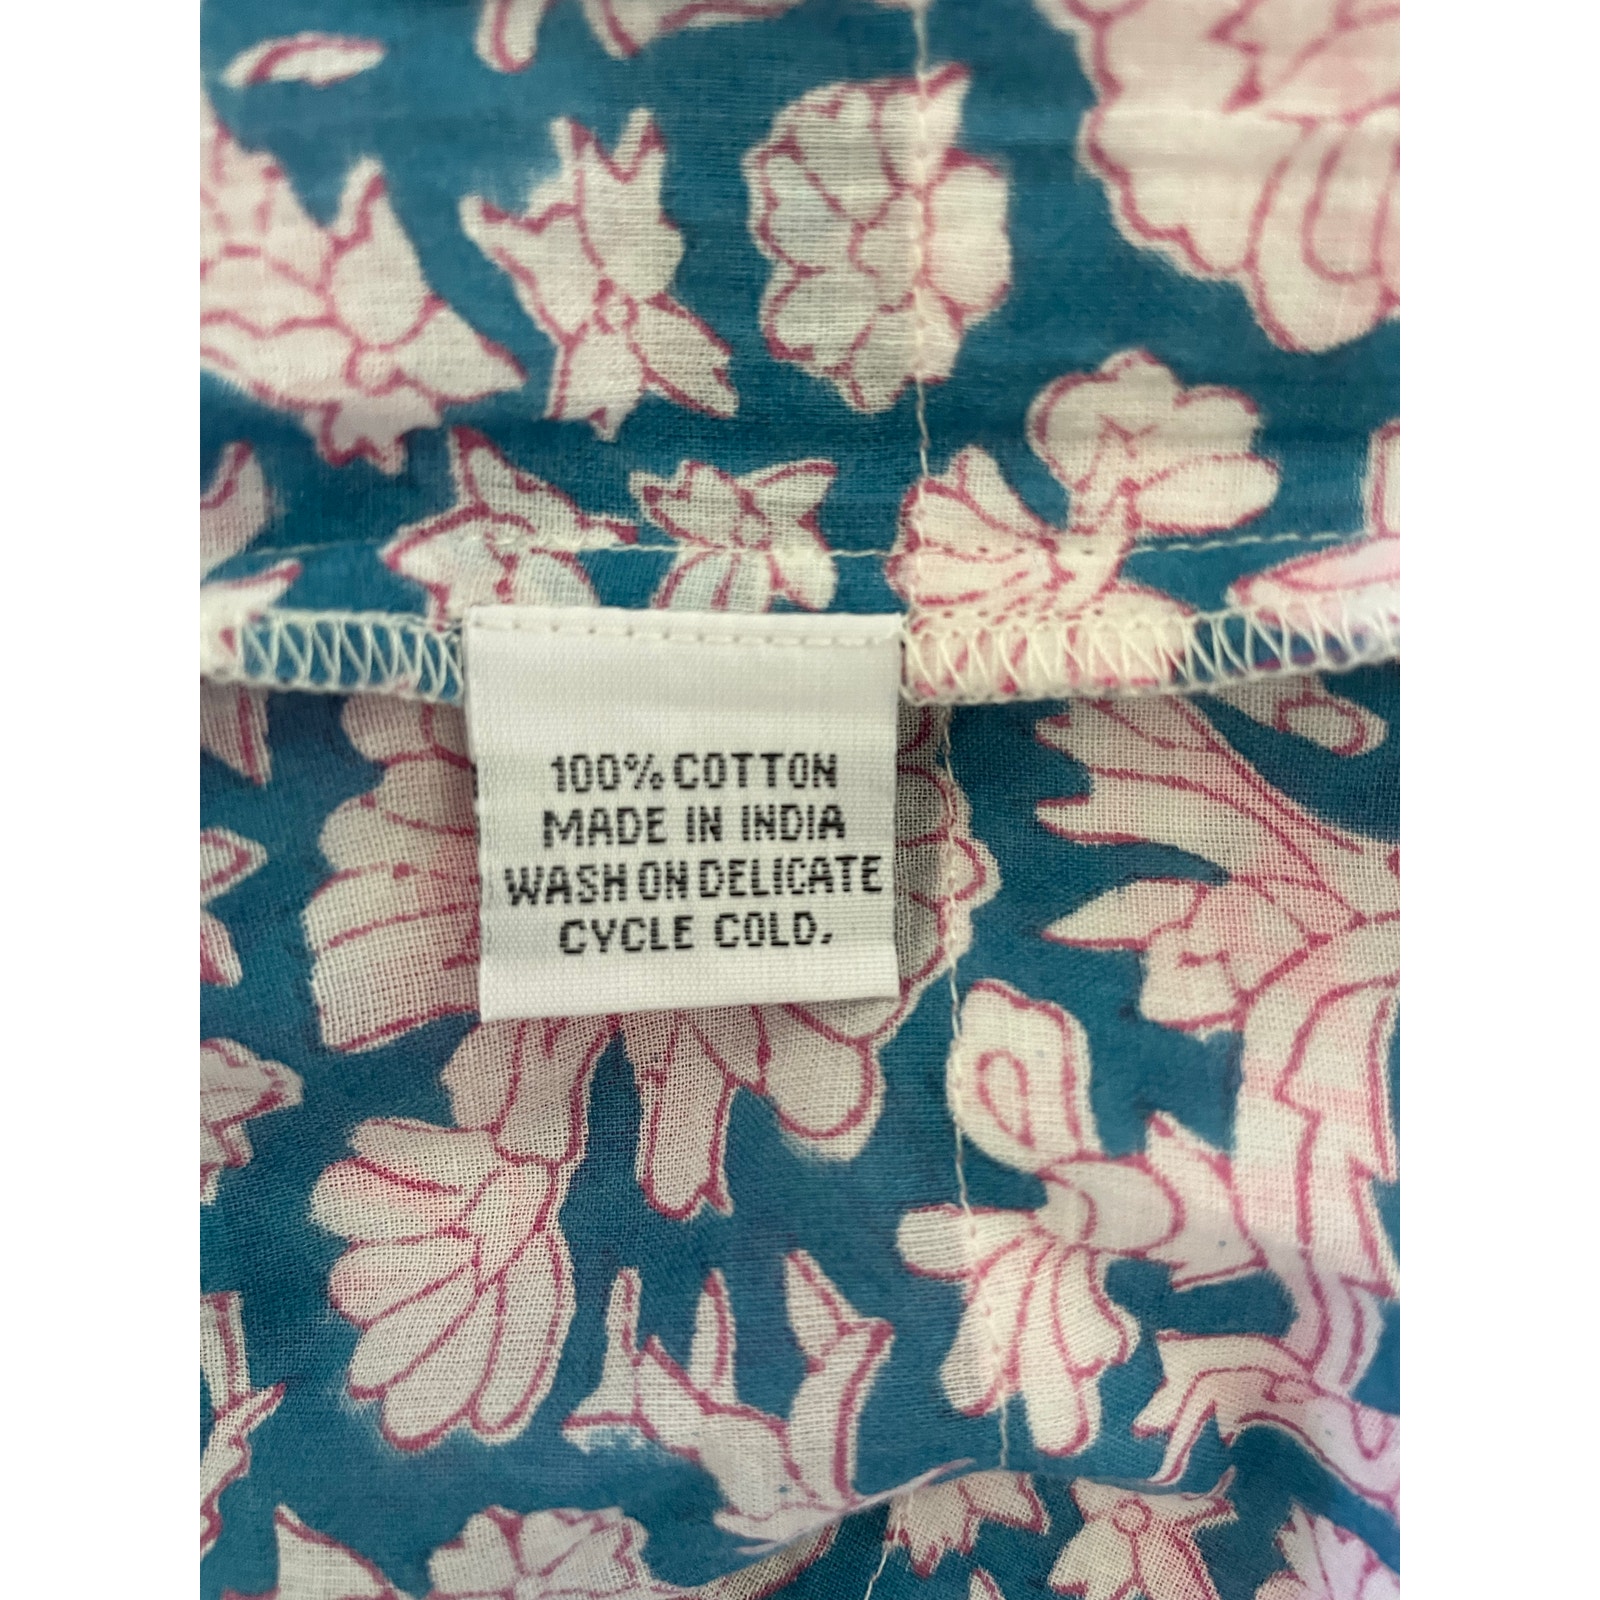 100% COTTON
MADE IN INDIA
WASH ON DELICATE
CYCLE COLD.